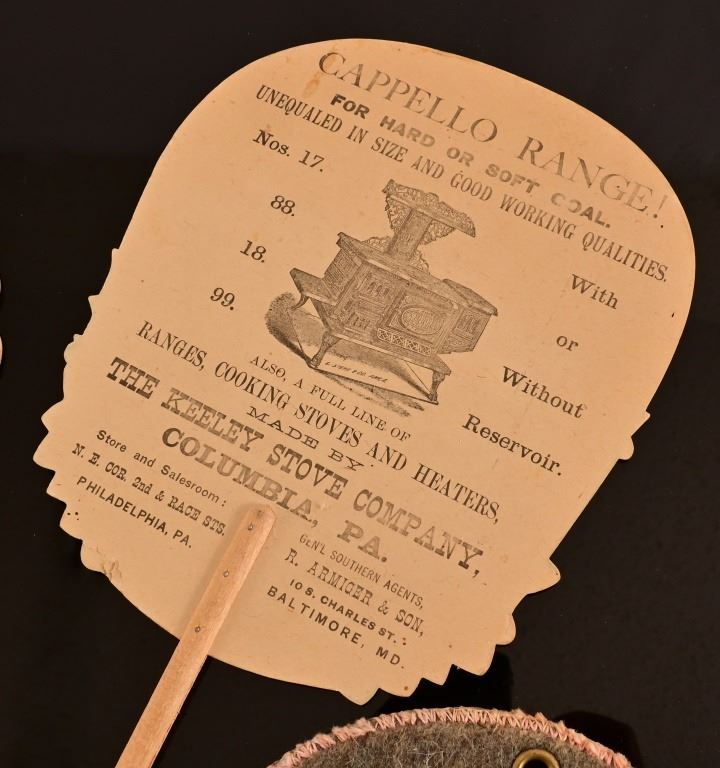 CAPPELLO RANGE!
FOR HARD OR SOFT COAL.
UNEQUALED IN SIZE AND GOOD WORKING QUALITIES.
Nos. 17.
88.
18.
99.
With
or
Without
Reservoir.
ALSO, A FULL LINE OF
RANGES, COOKING STOVES AND HEATERS,
MADE BY
THE KEELEY STOVE COMPANY,
COLUMBIA, PA.
Store and Salesroom:
N. E. COR. 2nd & RACE STS.
PHILADELPHIA, PA.
GEN'L SOUTHERN AGENTS,
R. ARMIGER & SON,
10 S. CHARLES ST.:
BALTIMORE, MD.